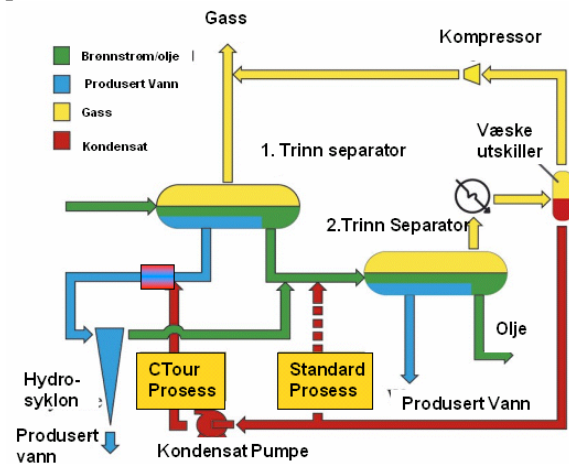 Gass
Kompressor
Brønnstrøm/olje
Produsert Vann
Gass
Kondensat
Væske
utskiller
1. Trinn separator
2.Trinn Separator
CTour
Prosess
Standard
Prosess
Olje
Hydro-
syklon
Produsert Vann
Produsert
vann
Kondensat Pumpe